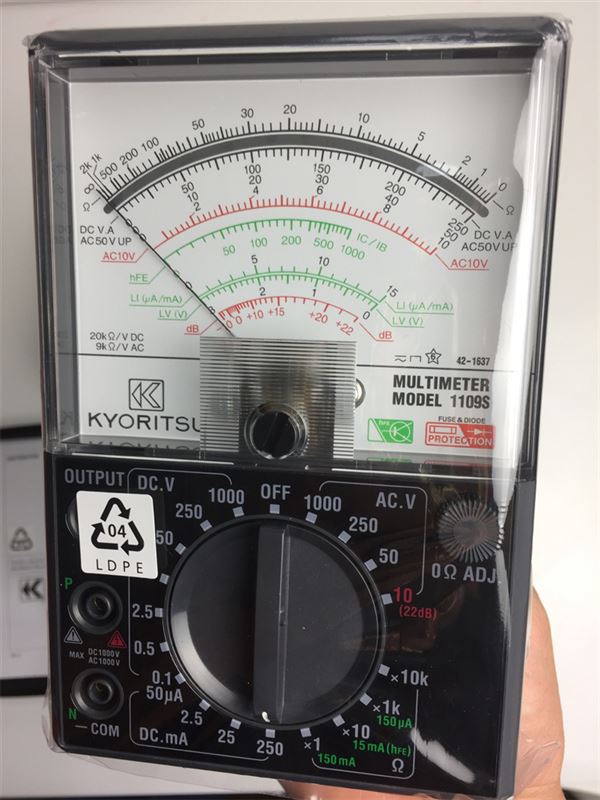 2k 1k 500 200 100 50 30 20 10 5 2 1 0
∞ Ω Ω
0 50 100 150 200 250
0 10 20 30 40 50
0 2 4 6 8 10
DC V.A DC V.A
AC50V UP AC50V UP
AC10V AC10V
50 100 200 500 1000 IC/IB
hFE
0 5 10 15
LI (μA/mA) LI (μA/mA)
2 1 0
LV (V) LV (V)
0 +10 +15 +20 +22
dB dB
20kΩ/V DC
9kΩ/V AC
42-1637
MULTIMETER
MODEL 1109S
KYORITSU
FUSE & DIODE
hFE PROTECTION
OUTPUT DC.V 1000 OFF 1000 AC.V
250 250
04 50 50
LDPE 0Ω ADJ.
10
(22dB)
P 2.5
MAX DC1000V
AC1000V
0.5 ×10k
0.1 ×1k
50μA 150μA
N 2.5 ×10
–COM 15mA (hFE)
DC.mA 25 250 ×1 Ω
150mA